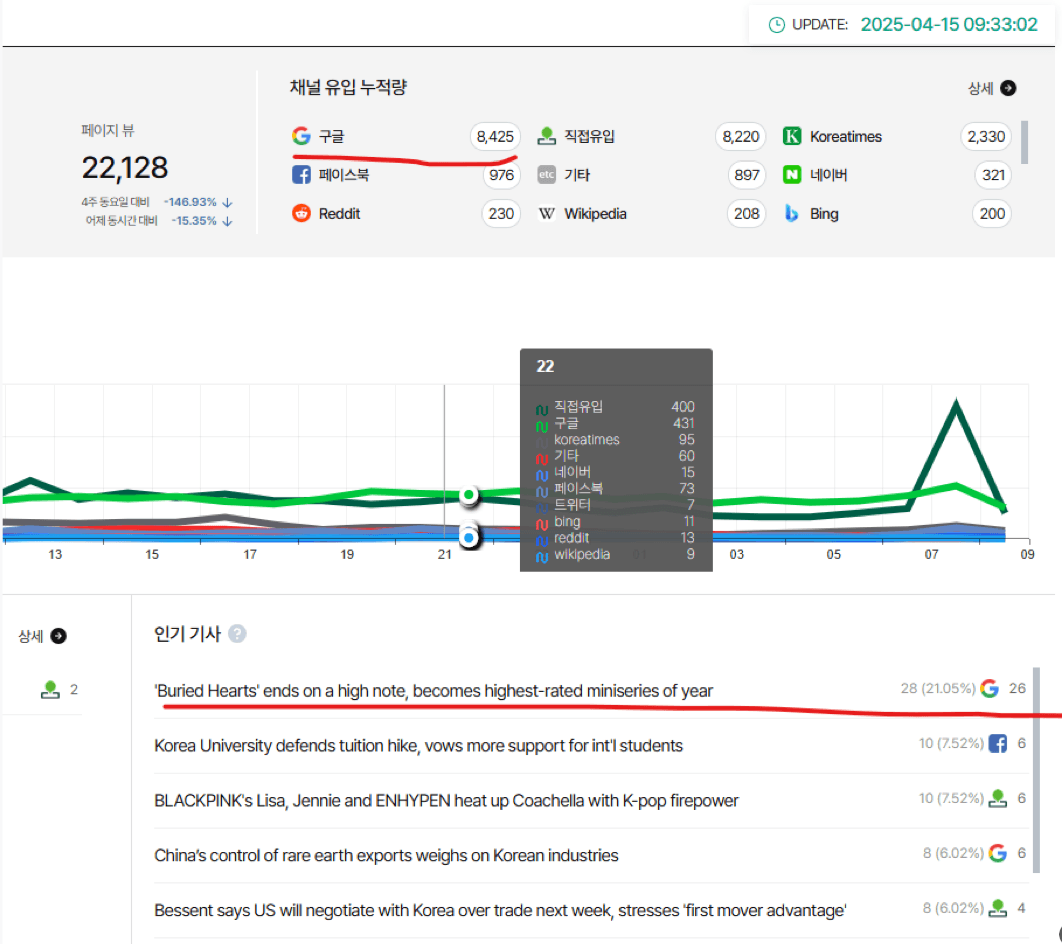 UPDATE: 2025-04-15 09:33:02
채널 유입 누적량
상세
페이지 뷰
22,128
4주 동요일 대비 -146.93% ↓
어제 동시간 대비 -15.35% ↓
구글 8,425
직접유입 8,220
K Koreatimes 2,330
f 페이스북 976
etc 기타 897
N 네이버 321
Reddit 230
W Wikipedia 208
b Bing 200
22
직접유입 400
구글 431
koreatimes 95
기타 60
네이버 15
페이스북 73
드위터 7
bing 11
reddit 13
wikipedia 9
13 15 17 19 21 01 03 05 07 09
상세
2
인기 기사 ?
'Buried Hearts' ends on a high note, becomes highest-rated miniseries of year 28 (21.05%) 26
Korea University defends tuition hike, vows more support for int'l students 10 (7.52%) 6
BLACKPINK's Lisa, Jennie and ENHYPEN heat up Coachella with K-pop firepower 10 (7.52%) 6
China's control of rare earth exports weighs on Korean industries 8 (6.02%) 6
Bessent says US will negotiate with Korea over trade next week, stresses 'first mover advantage' 8 (6.02%) 4